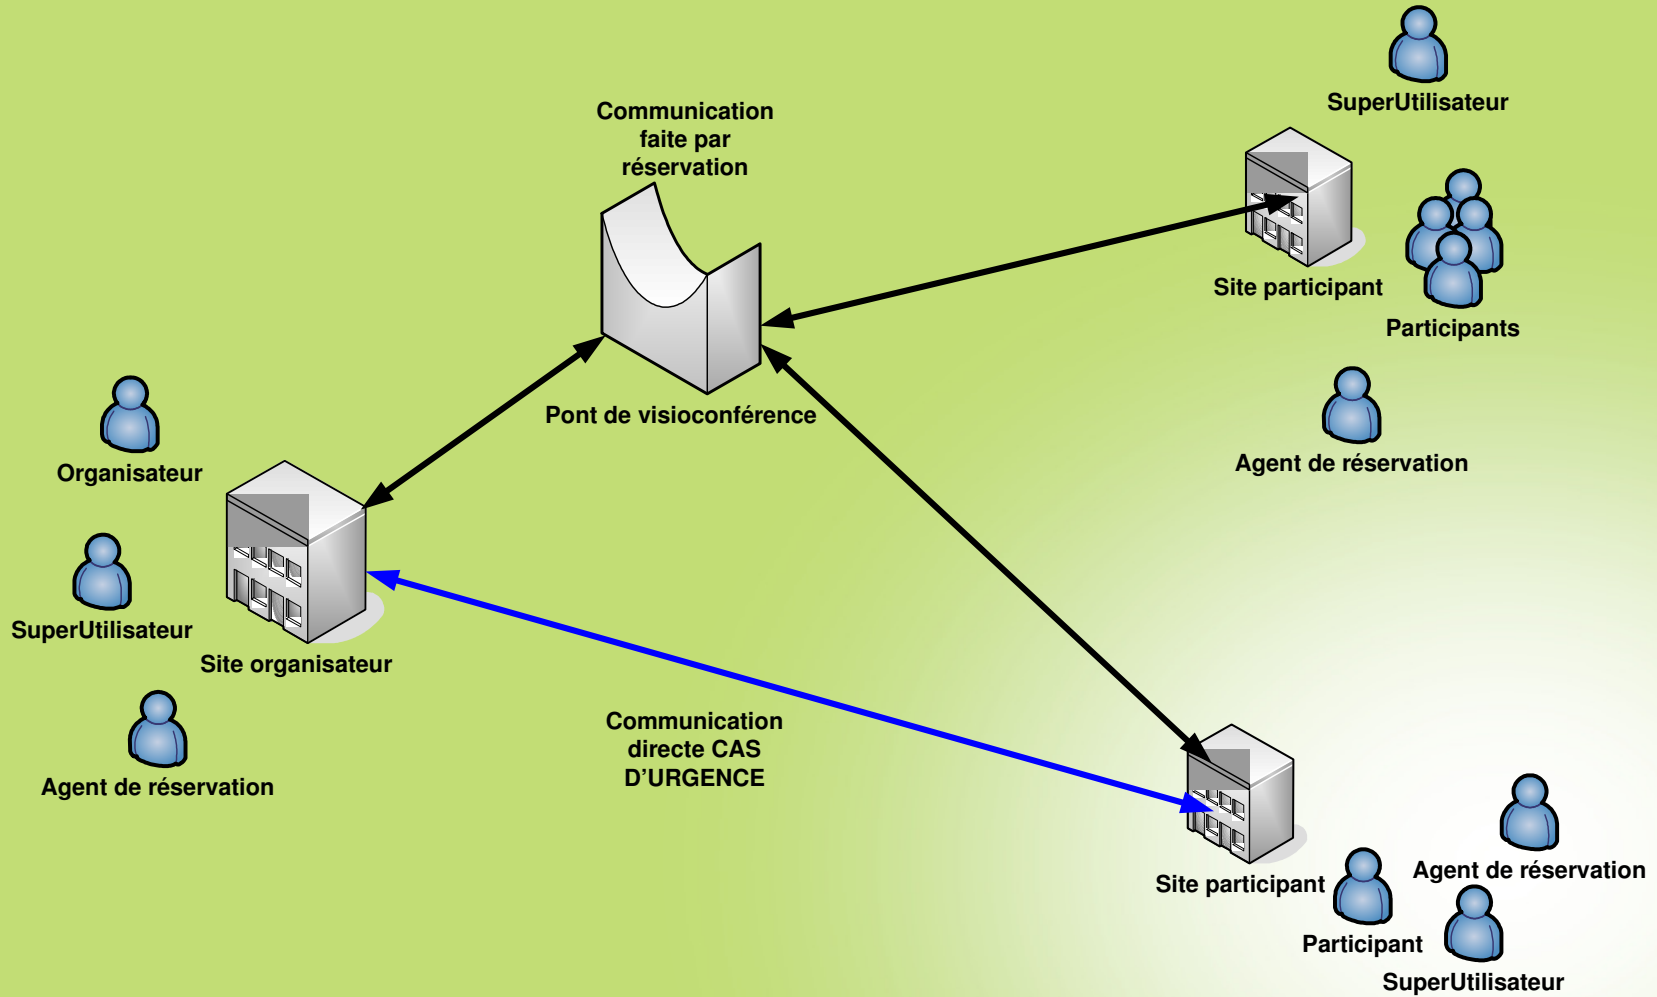 SuperUtilisateur
Communication
faite par
réservation
Site participant
Participants
Pont de visioconférence
Agent de réservation
Organisateur
SuperUtilisateur
Site organisateur
Communication
directe CAS
D'URGENCE
Agent de réservation
Site participant
Agent de réservation
Participant
SuperUtilisateur